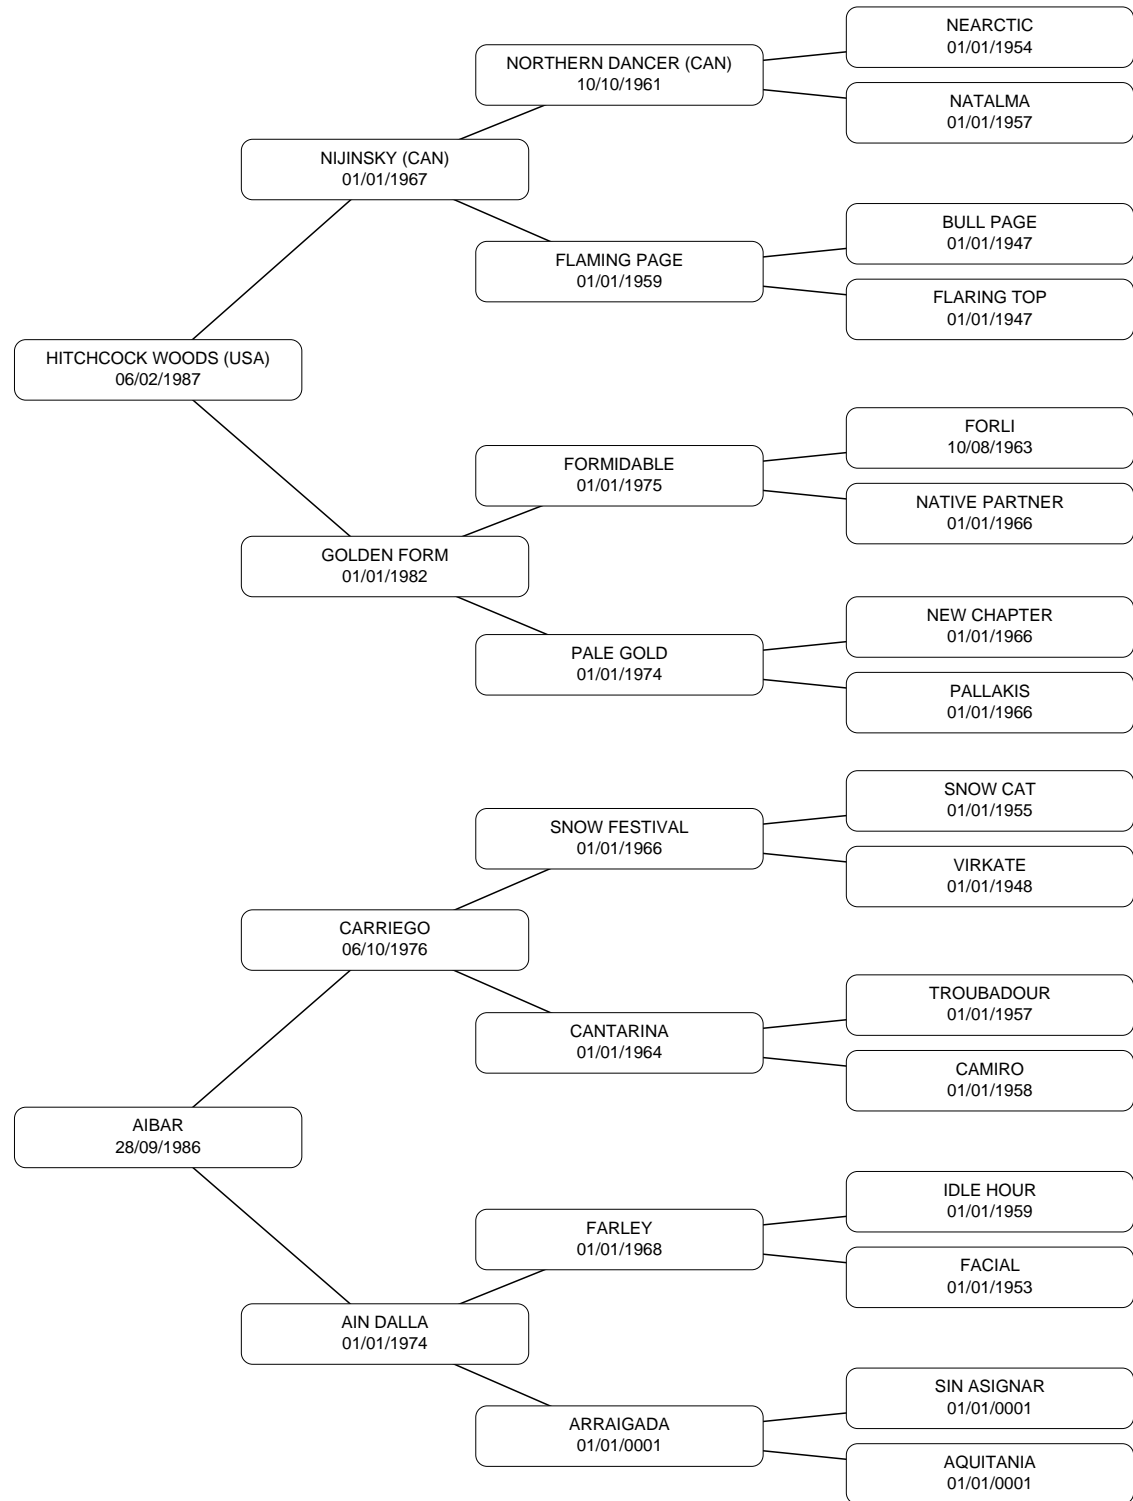 NEARCTIC
01/01/1954
NORTHERN DANCER (CAN)
10/10/1961
NATALMA
01/01/1957
NIJINSKY (CAN)
01/01/1967
BULL PAGE
01/01/1947
FLAMING PAGE
01/01/1959
FLARING TOP
01/01/1947
HITCHCOCK WOODS (USA)
06/02/1987
FORLI
10/08/1963
FORMIDABLE
01/01/1975
NATIVE PARTNER
01/01/1966
GOLDEN FORM
01/01/1982
NEW CHAPTER
01/01/1966
PALE GOLD
01/01/1974
PALLAKIS
01/01/1966
SNOW CAT
01/01/1955
SNOW FESTIVAL
01/01/1966
VIRKATE
01/01/1948
CARRIEGO
06/10/1976
TROUBADOUR
01/01/1957
CANTARINA
01/01/1964
CAMIRO
01/01/1958
AIBAR
28/09/1986
IDLE HOUR
01/01/1959
FARLEY
01/01/1968
FACIAL
01/01/1953
AIN DALLA
01/01/1974
SIN ASIGNAR
01/01/0001
ARRAIGADA
01/01/0001
AQUITANIA
01/01/0001